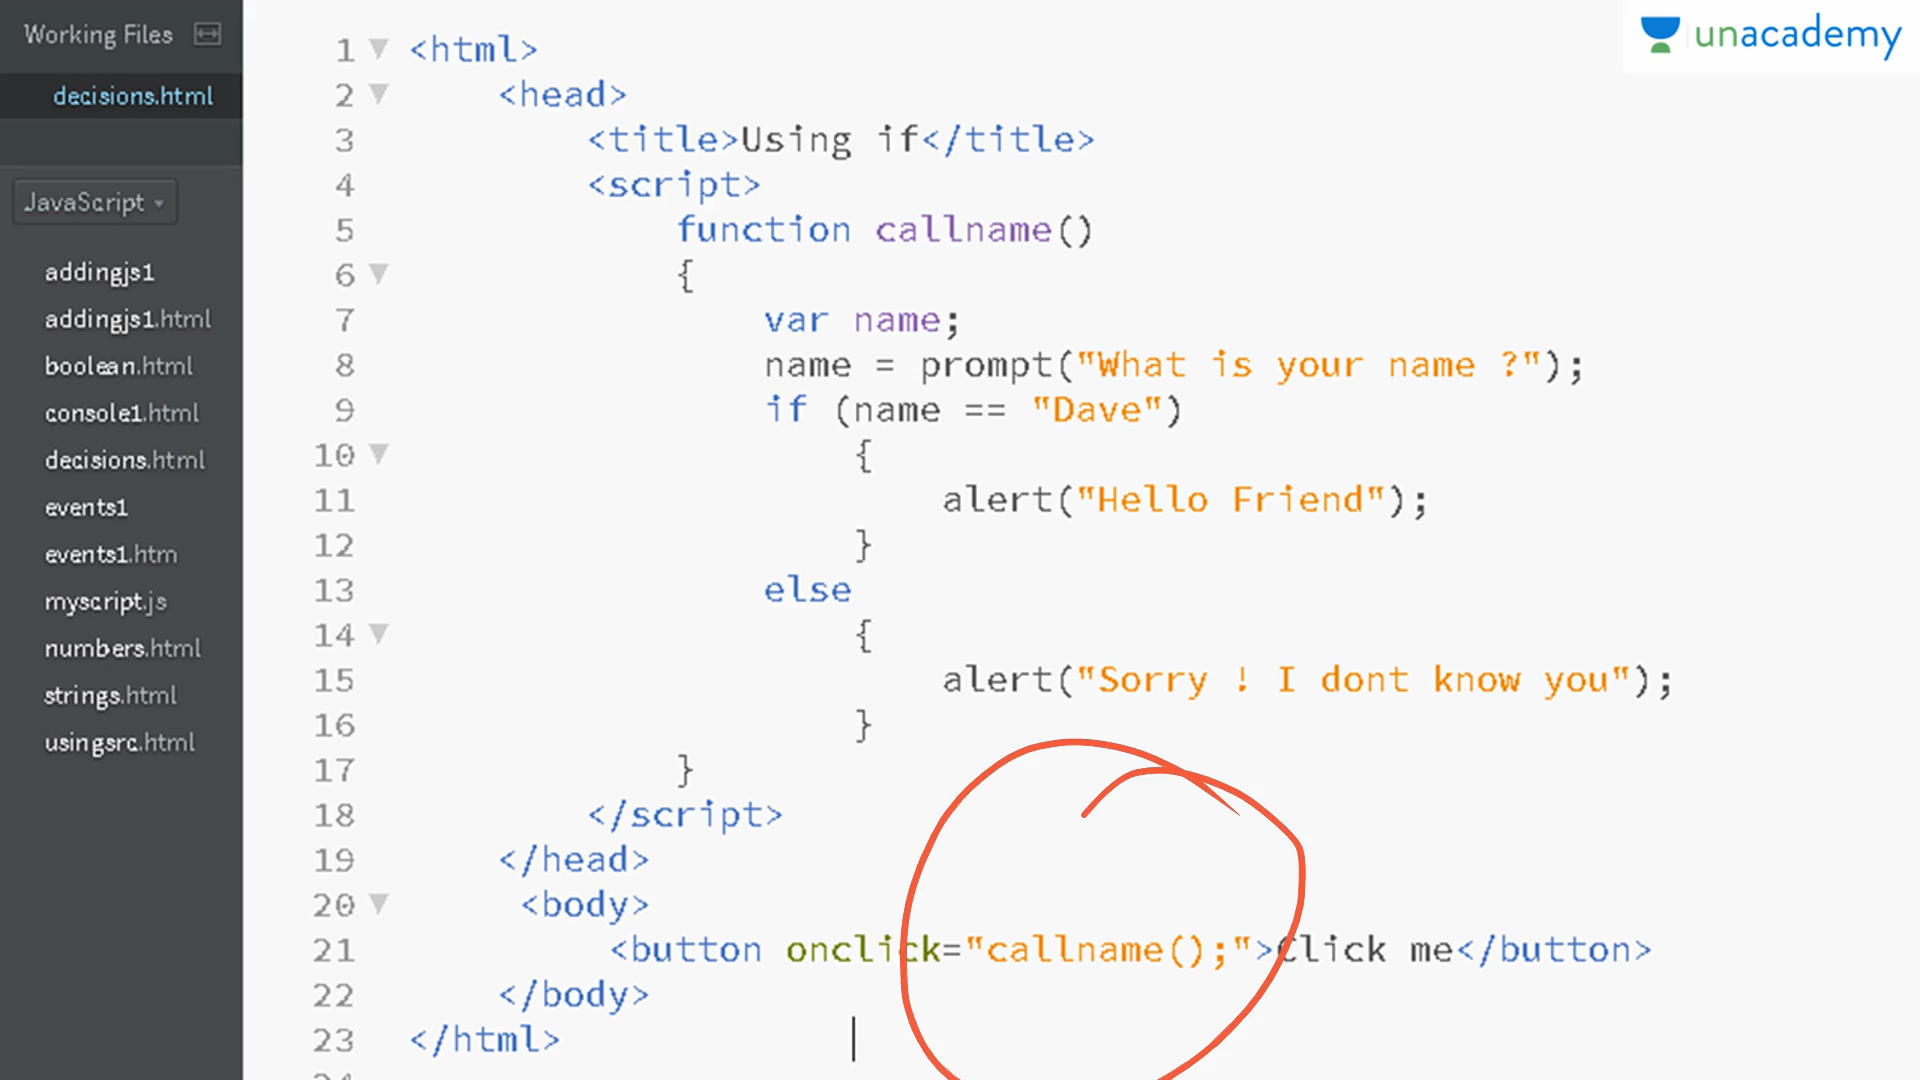 Working Files
decisions.html
JavaScript
addingjs1
addingjs1.html
boolean.html
console1.html
decisions.html
events1
events1.htm
myscript.js
numbers.html
strings.html
usingsrc.html
unacademy
1 <html>
2 <head>
3 <title>Using if</title>
4 <script>
5 function callname()
6 {
7 var name;
8 name = prompt("What is your name ?");
9 if (name == "Dave")
10 {
11 alert("Hello Friend");
12 }
13 else
14 {
15 alert("Sorry ! I dont know you");
16 }
17 }
18 </script>
19 </head>
20 <body>
21 <button onclick="callname();">Click me</button>
22 </body>
23 </html>